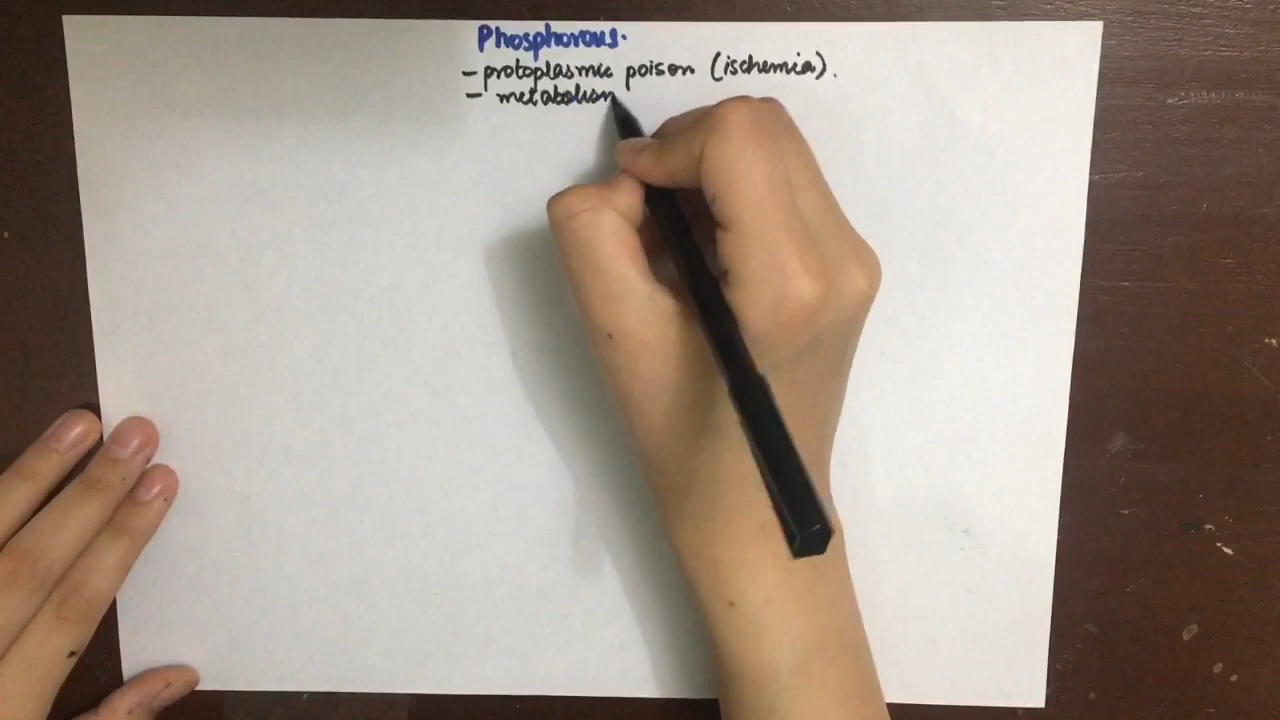 Phosphorous.
- protoplasmic poison (ischemia).
- metabolism